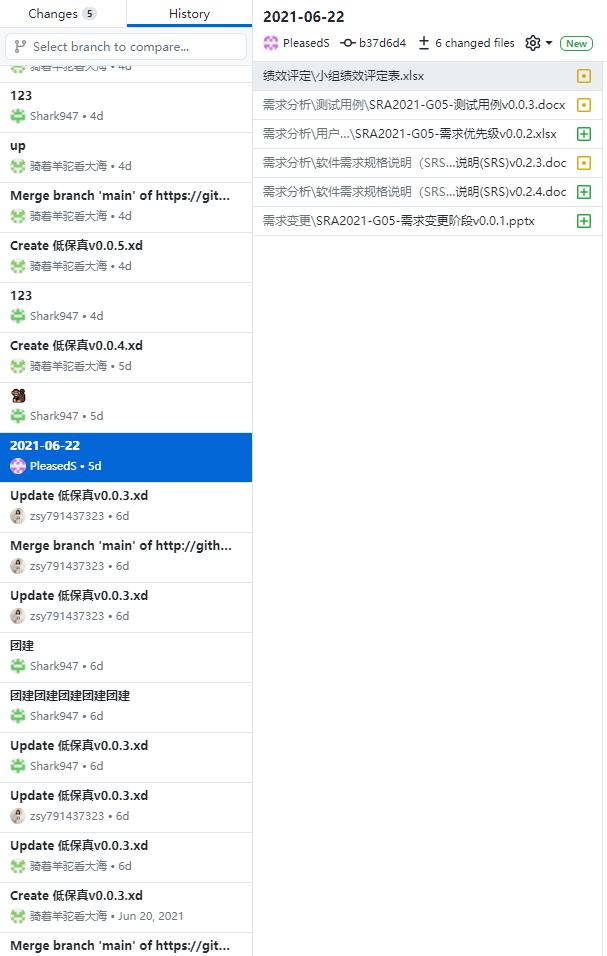 Changes 5
History
Select branch to compare...
骑着羊驼看大海 • 4d
123
Shark947 • 4d
up
骑着羊驼看大海 • 4d
Merge branch 'main' of https://git...
骑着羊驼看大海 • 4d
Create 低保真v0.0.5.xd
骑着羊驼看大海 • 4d
123
Shark947 • 4d
Create 低保真v0.0.4.xd
骑着羊驼看大海 • 5d
Shark947 • 5d
2021-06-22
PleasedS • 5d
Update 低保真v0.0.3.xd
zsy791437323 • 6d
Merge branch 'main' of http://gith...
zsy791437323 • 6d
Update 低保真v0.0.3.xd
zsy791437323 • 6d
团建
Shark947 • 6d
团建团建团建团建团建
Shark947 • 6d
Update 低保真v0.0.3.xd
Shark947 • 6d
Update 低保真v0.0.3.xd
zsy791437323 • 6d
Update 低保真v0.0.3.xd
骑着羊驼看大海 • 6d
Create 低保真v0.0.3.xd
骑着羊驼看大海 • Jun 20, 2021
Merge branch 'main' of https://git...
2021-06-22
PleasedS b37d6d4 6 changed files New
绩效评定\小组绩效评定表.xlsx
需求分析\测试用例\SRA2021-G05-测试用例v0.0.3.docx
需求分析\用户...\SRA2021-G05-需求优先级v0.0.2.xlsx
需求分析\软件需求规格说明（SRS...说明(SRS)v0.2.3.doc
需求分析\软件需求规格说明（SRS...说明(SRS)v0.2.4.doc
需求变更\SRA2021-G05-需求变更阶段v0.0.1.pptx